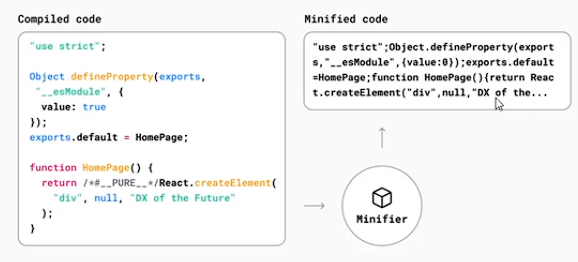 Compiled code
"use strict";
Object.defineProperty(exports,
"__esModule", {
value: true
});
exports.default = HomePage;
function HomePage() {
return /*#__PURE__*/React.createElement(
"div", null, "DX of the Future"
);
}
Minified code
"use strict";Object.defineProperty(export
s,"__esModule",{value:0});exports.default
=HomePage;function HomePage(){return Reac
t.createElement("div",null,"DX of the...
Minifier